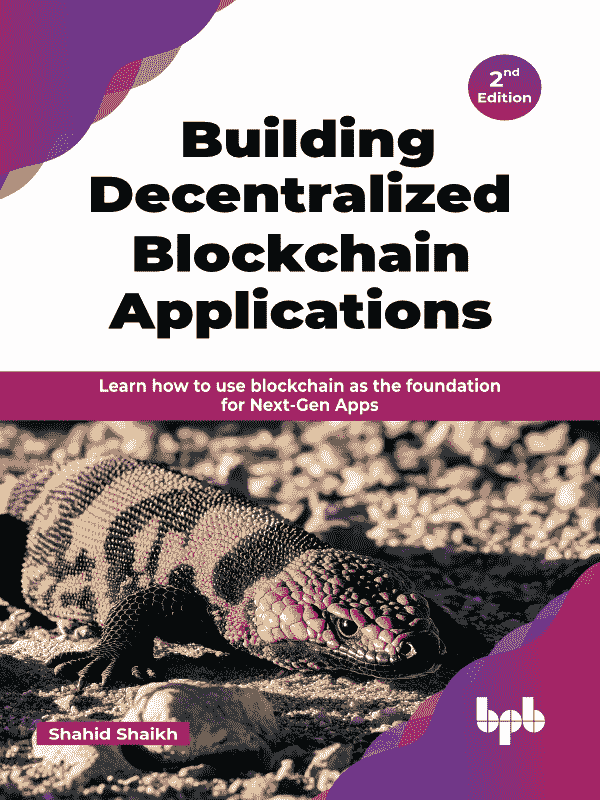 2nd
Edition
Building
Decentralized
Blockchain
Applications
Learn how to use blockchain as the foundation
for Next-Gen Apps
Shahid Shaikh
bpb